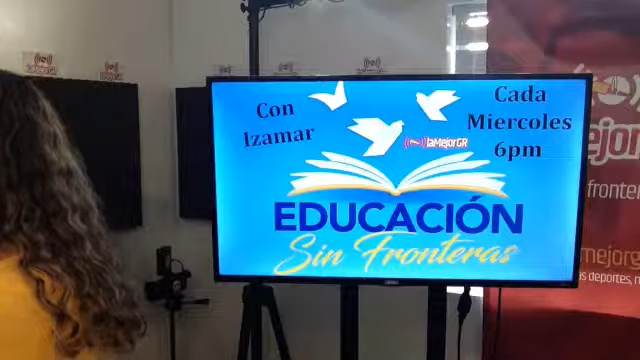 Con
Izamar
Cada
Miercoles
6pm
laMejorGR
EDUCACIÓN
Sin Fronteras